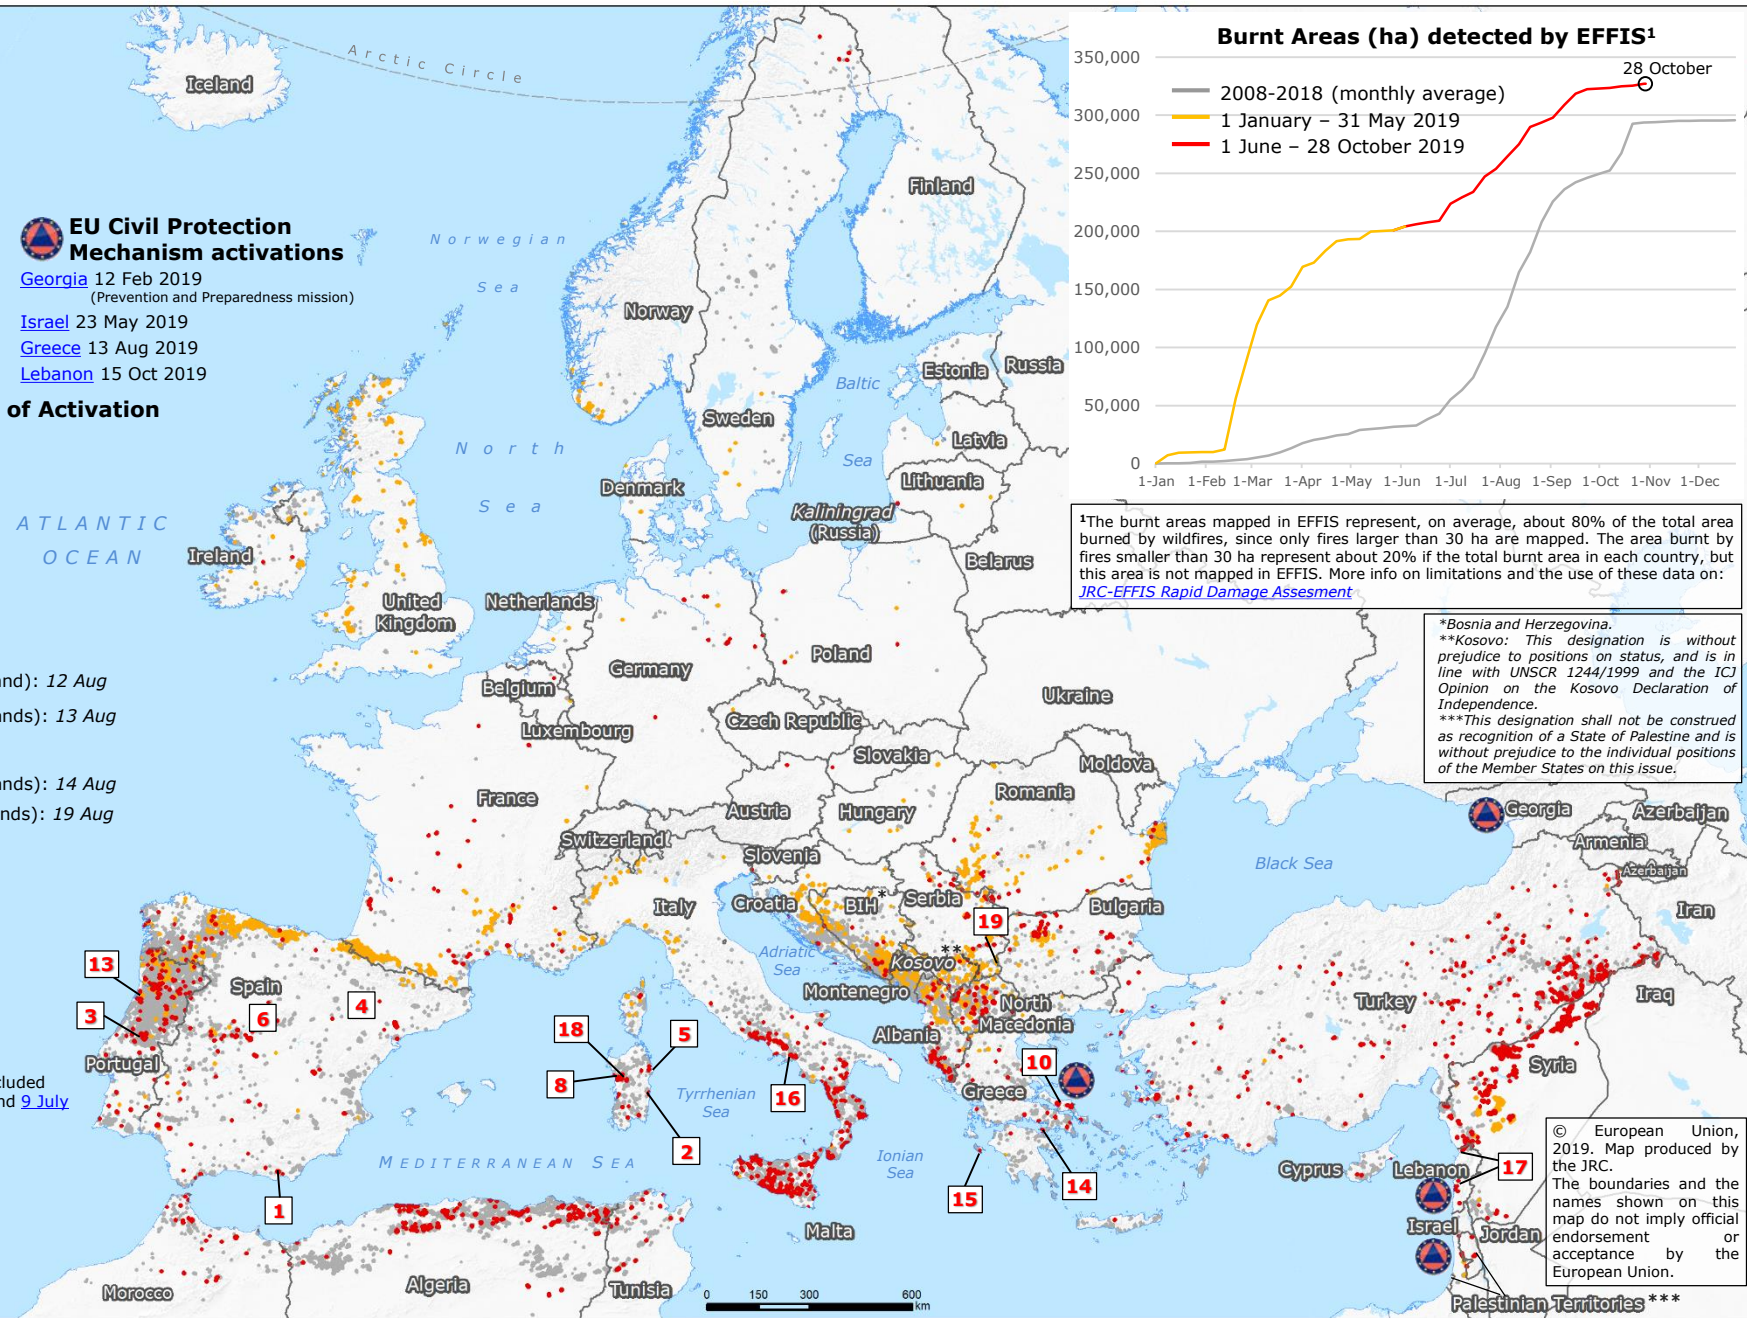 Burnt Areas (ha) detected by EFFIS¹
350,000
300,000
250,000
200,000
150,000
100,000
50,000
0
28 October
2008-2018 (monthly average)
1 January – 31 May 2019
1 June – 28 October 2019
1-Jan 1-Feb 1-Mar 1-Apr 1-May 1-Jun 1-Jul 1-Aug 1-Sep 1-Oct 1-Nov 1-Dec
¹The burnt areas mapped in EFFIS represent, on average, about 80% of the total area
burned by wildfires, since only fires larger than 30 ha are mapped. The area burnt by
fires smaller than 30 ha represent about 20% if the total burnt area in each country, but
this area is not mapped in EFFIS. More info on limitations and the use of these data on:
JRC-EFFIS Rapid Damage Assesment
*Bosnia and Herzegovina.
**Kosovo: This designation is without
prejudice to positions on status, and is in
line with UNSCR 1244/1999 and the ICJ
Opinion on the Kosovo Declaration of
Independence.
***This designation shall not be construed
as recognition of a State of Palestine and is
without prejudice to the individual positions
of the Member States on this issue.
EU Civil Protection
Mechanism activations
Georgia 12 Feb 2019
(Prevention and Preparedness mission)
Israel 23 May 2019
Greece 13 Aug 2019
Lebanon 15 Oct 2019
of Activation
and): 12 Aug
ands): 13 Aug
ands): 14 Aug
nds): 19 Aug
cluded
nd 9 July
Arctic Circle
Iceland
Norwegian
Sea
Finland
Norway
Sweden
Estonia
Russia
Baltic
Sea
Latvia
Lithuania
North
Sea
Denmark
Kaliningrad
(Russia)
Belarus
ATLANTIC
OCEAN
Ireland
United
Kingdom
Netherlands
Germany
Poland
Belgium
Luxembourg
Czech Republic
Ukraine
Slovakia
Moldova
France
Austria
Hungary
Romania
Switzerland
Slovenia
Georgia
Azerbaijan
Armenia
Azerbaijan
Black Sea
Italy
Croatia
BIH *
Serbia
Bulgaria
Iran
19
Adriatic
Sea
Kosovo **
Montenegro
13
Spain
3
6
4
Portugal
North
Macedonia
Albania
Turkey
Iraq
18
5
8
16
2
10
Greece
Syria
Tyrrhenian
Sea
MEDITERRANEAN SEA
Ionian
Sea
15
14
Cyprus
Lebanon
17
1
Malta
Israel
Jordan
Morocco
Algeria
Tunisia
Palestinian Territories ***
0 150 300 600
km
© European Union,
2019. Map produced by
the JRC.
The boundaries and the
names shown on this
map do not imply official
endorsement or
acceptance by the
European Union.